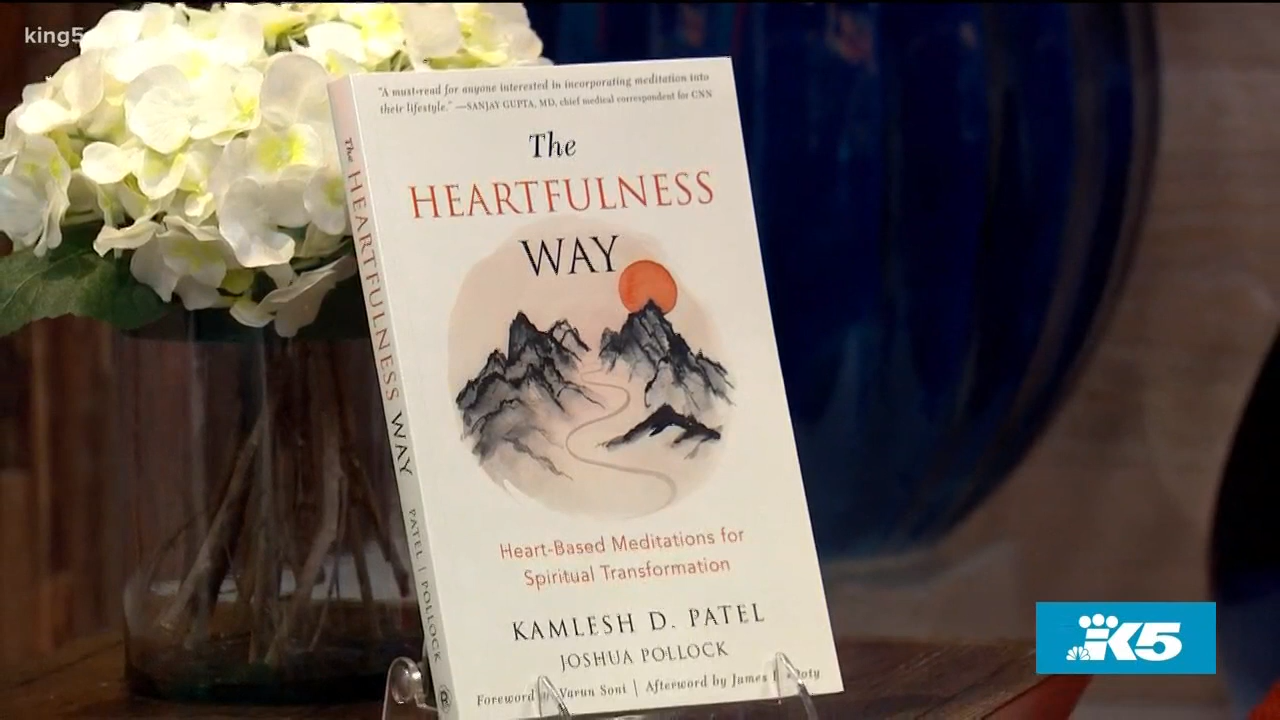 king5
"A must-read for anyone interested in incorporating meditation into
their lifestyle." —SANJAY GUPTA, MD, chief medical correspondent for CNN
The
HEARTFULNESS
WAY
Heart-Based Meditations for
Spiritual Transformation
KAMLESH D. PATEL
JOSHUA POLLOCK
Foreword Varun Soni | Afterword by James
The HEARTFULNESS WAY PATEL | POLLOCK
K5